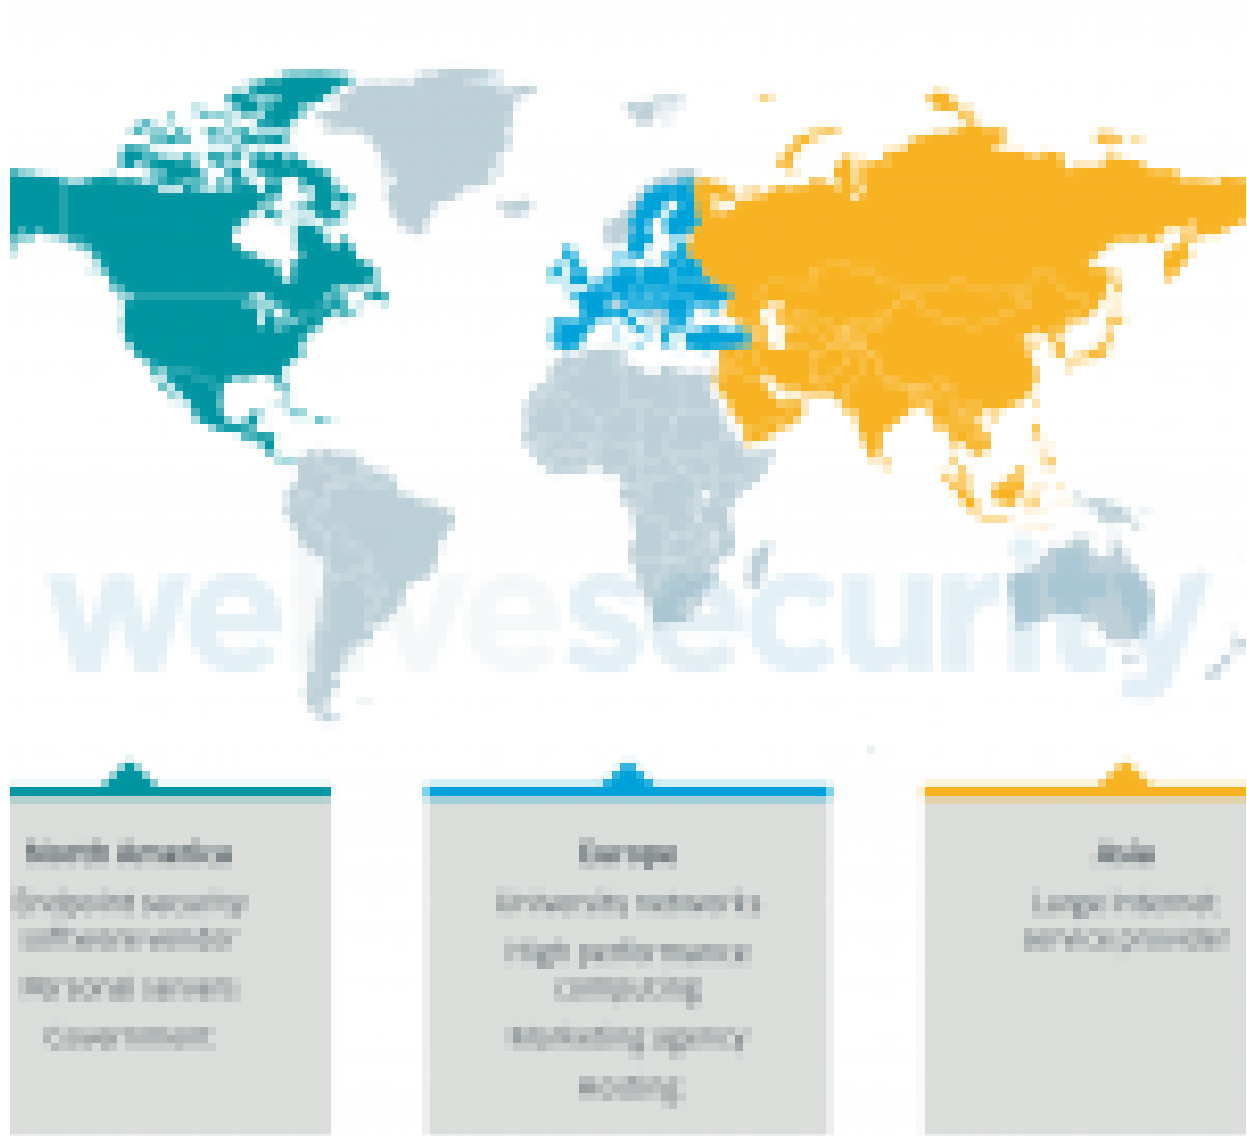 welivesecurity
North America
Endpoint security
software vendor
Personal servers
Government
Europe
University networks
High performance
computing
Marketing agency
Hosting
Asia
Large Internet
service provider